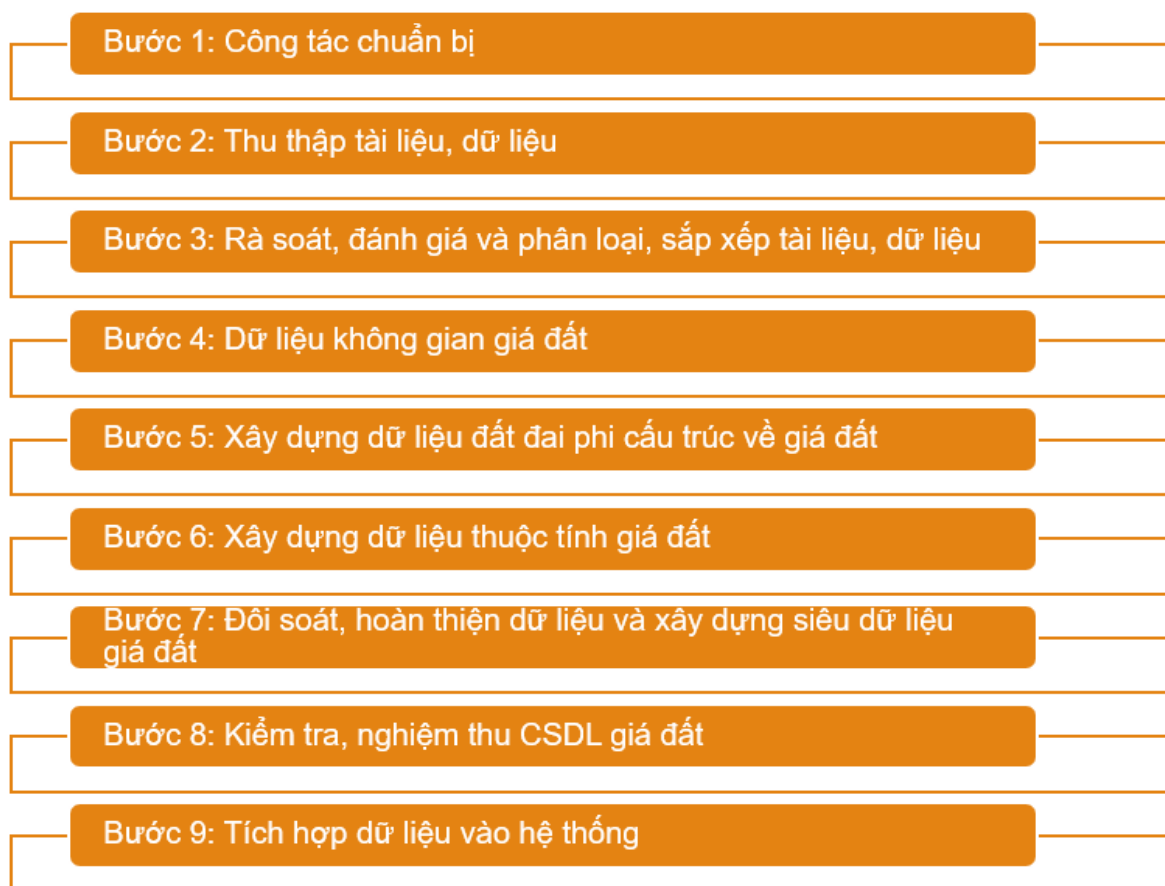 Bước 1: Công tác chuẩn bị
Bước 2: Thu thập tài liệu, dữ liệu
Bước 3: Rà soát, đánh giá và phân loại, sắp xếp tài liệu, dữ liệu
Bước 4: Dữ liệu không gian giá đất
Bước 5: Xây dựng dữ liệu đất đai phi cấu trúc về giá đất
Bước 6: Xây dựng dữ liệu thuộc tính giá đất
Bước 7: Đối soát, hoàn thiện dữ liệu và xây dựng siêu dữ liệu
giá đất
Bước 8: Kiểm tra, nghiệm thu CSDL giá đất
Bước 9: Tích hợp dữ liệu vào hệ thống